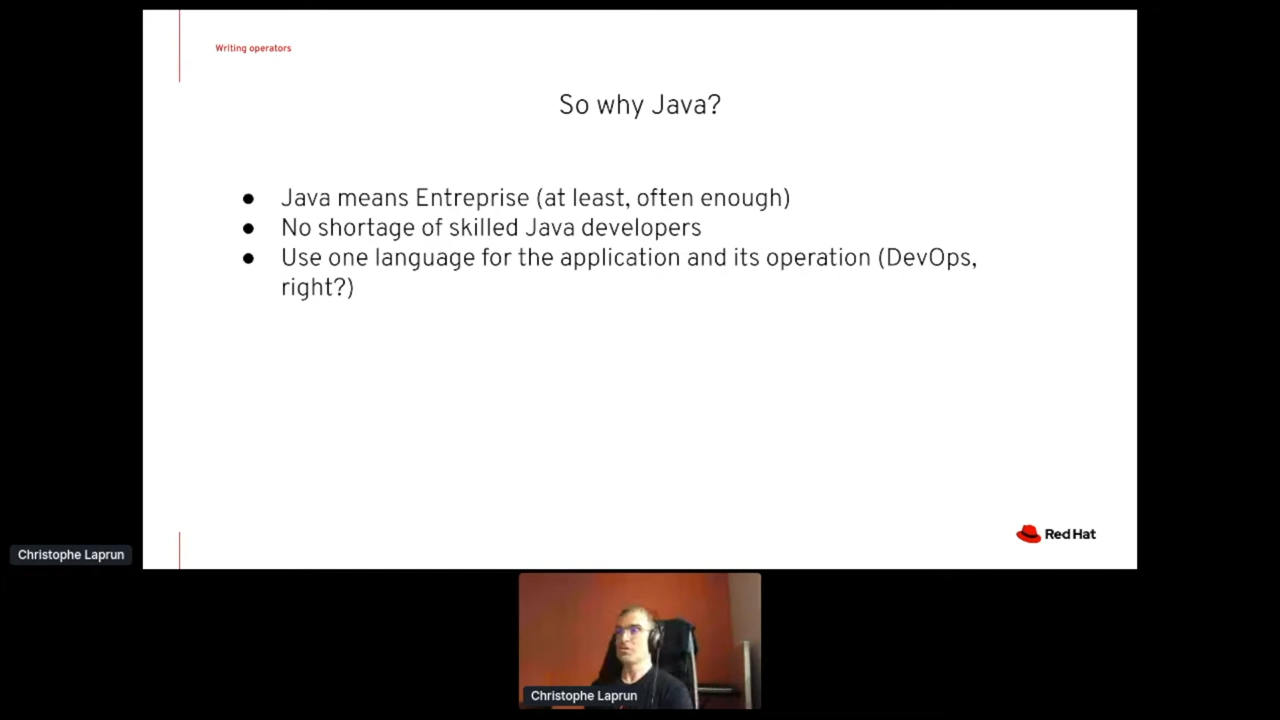 Writing operators
So why Java?
● Java means Entreprise (at least, often enough)
● No shortage of skilled Java developers
● Use one language for the application and its operation (DevOps,
right?)
Red Hat
Christophe Laprun
Christophe Laprun